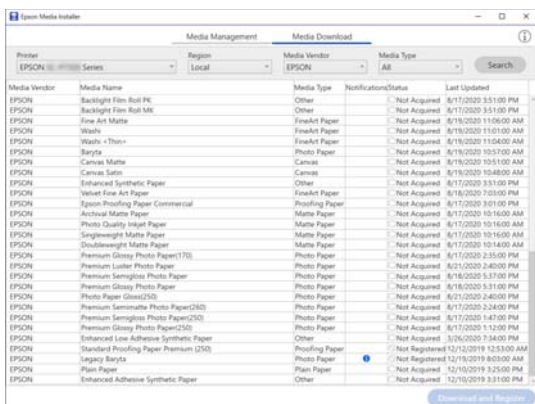 Epson Media Installer
Media Management Media Download
Printer Region Media Vendor Media Type
EPSON Series Local EPSON All Search
Media Vendor Media Name Media Type Notifications Status Last Updated
EPSON Backlight Film Roll PK Other Not Acquired 8/17/2020 3:51:00 PM
EPSON Backlight Film Roll MK Other Not Acquired 8/17/2020 3:51:00 PM
EPSON Fine Art Matte FineArt Paper Not Acquired 8/19/2020 11:06:00 AM
EPSON Washi FineArt Paper Not Acquired 8/19/2020 11:01:00 AM
EPSON Washi <Thin> FineArt Paper Not Acquired 8/19/2020 11:04:00 AM
EPSON Baryta Photo Paper Not Acquired 8/19/2020 10:57:00 AM
EPSON Canvas Matte Canvas Not Acquired 8/19/2020 10:51:00 AM
EPSON Canvas Satin Canvas Not Acquired 8/19/2020 10:48:00 AM
EPSON Enhanced Synthetic Paper Other Not Acquired 8/17/2020 3:51:00 PM
EPSON Velvet Fine Art Paper FineArt Paper Not Acquired 8/18/2020 7:03:00 PM
EPSON Epson Proofing Paper Commercial Proofing Paper Not Acquired 8/17/2020 3:01:00 PM
EPSON Archival Matte Paper Matte Paper Not Acquired 8/17/2020 10:16:00 AM
EPSON Photo Quality Inkjet Paper Matte Paper Not Acquired 8/17/2020 10:16:00 AM
EPSON Singleweight Matte Paper Matte Paper Not Acquired 8/17/2020 10:16:00 AM
EPSON Doubleweight Matte Paper Matte Paper Not Acquired 8/17/2020 10:14:00 AM
EPSON Premium Glossy Photo Paper(170) Photo Paper Not Acquired 8/17/2020 2:35:00 PM
EPSON Premium Luster Photo Paper Photo Paper Not Acquired 8/21/2020 2:40:00 PM
EPSON Premium Semigloss Photo Paper Photo Paper Not Acquired 8/18/2020 5:37:00 PM
EPSON Premium Glossy Photo Paper Photo Paper Not Acquired 8/18/2020 5:31:00 PM
EPSON Photo Paper Gloss(250) Photo Paper Not Acquired 8/21/2020 2:40:00 PM
EPSON Premium Semimatte Photo Paper(260) Photo Paper Not Acquired 8/17/2020 2:24:00 PM
EPSON Premium Semigloss Photo Paper(250) Photo Paper Not Acquired 8/17/2020 1:47:00 PM
EPSON Premium Glossy Photo Paper(250) Photo Paper Not Acquired 8/17/2020 1:12:00 PM
EPSON Enhanced Low Adhesive Synthetic Paper Other Not Acquired 3/26/2020 7:34:00 PM
EPSON Standard Proofing Paper Premium (250) Proofing Paper Not Registered 12/12/2019 12:53:00 AM
EPSON Legacy Baryta Photo Paper Not Registered 12/19/2019 8:03:00 AM
EPSON Plain Paper Plain Paper Not Acquired 12/10/2019 3:25:00 PM
EPSON Enhanced Adhesive Synthetic Paper Other Not Acquired 12/10/2019 3:31:00 PM
Download and Register